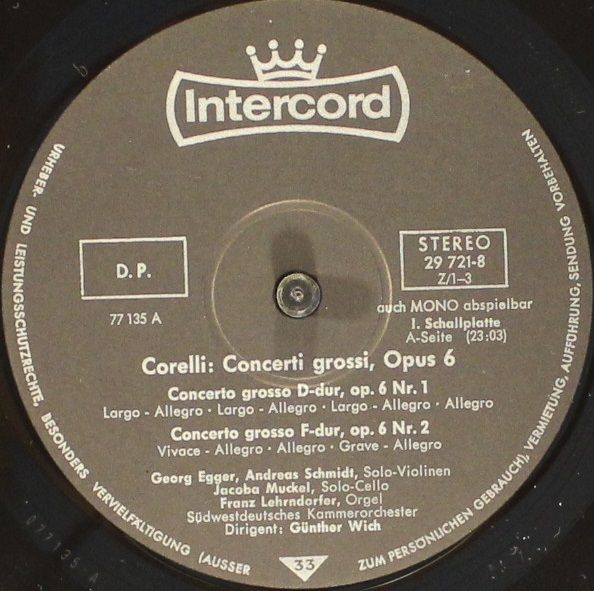 Intercord
D. P.
77 135 A
STEREO
29 721-8
Z/1-3
auch MONO abspielbar
1. Schallplatte
A-Seite (23:03)
Corelli: Concerti grossi, Opus 6
Concerto grosso D-dur, op. 6 Nr. 1
Largo - Allegro · Largo - Allegro · Largo - Allegro · Allegro
Concerto grosso F-dur, op. 6 Nr. 2
Vivace - Allegro · Allegro · Grave - Allegro
Georg Egger, Andreas Schmidt, Solo-Violinen
Jacoba Muckel, Solo-Cello
Franz Lehrndorfer, Orgel
Südwestdeutsches Kammerorchester
Dirigent: Günther Wich
33
URHEBER- UND LEISTUNGSSCHUTZRECHTE, BESONDERS VERVIELFÄLTIGUNG (AUSSER ZUM PERSÖNLICHEN GEBRAUCH), VERMIETUNG, AUFFÜHRUNG, SENDUNG VORBEHALTEN
077135 A